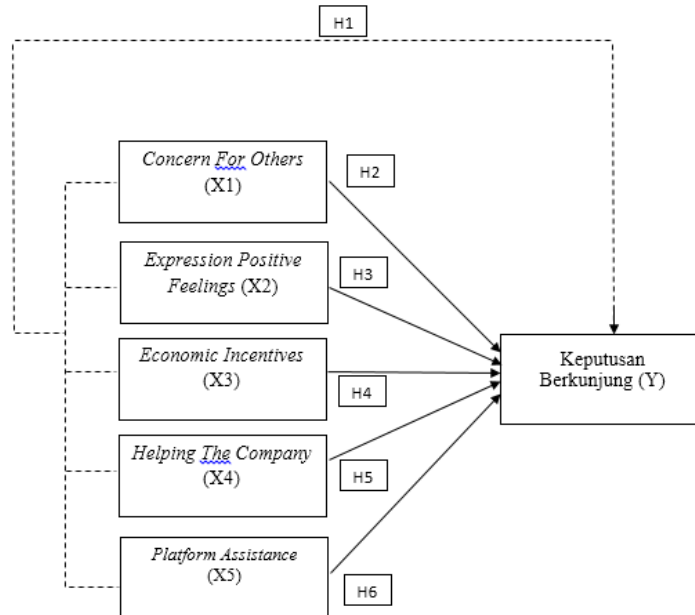 H1
Concern For Others
(X1)
H2
Expression Positive
Feelings (X2)
H3
Economic Incentives
(X3)
H4
Keputusan
Berkunjung (Y)
Helping The Company
(X4)
H5
Platform Assistance
(X5)
H6